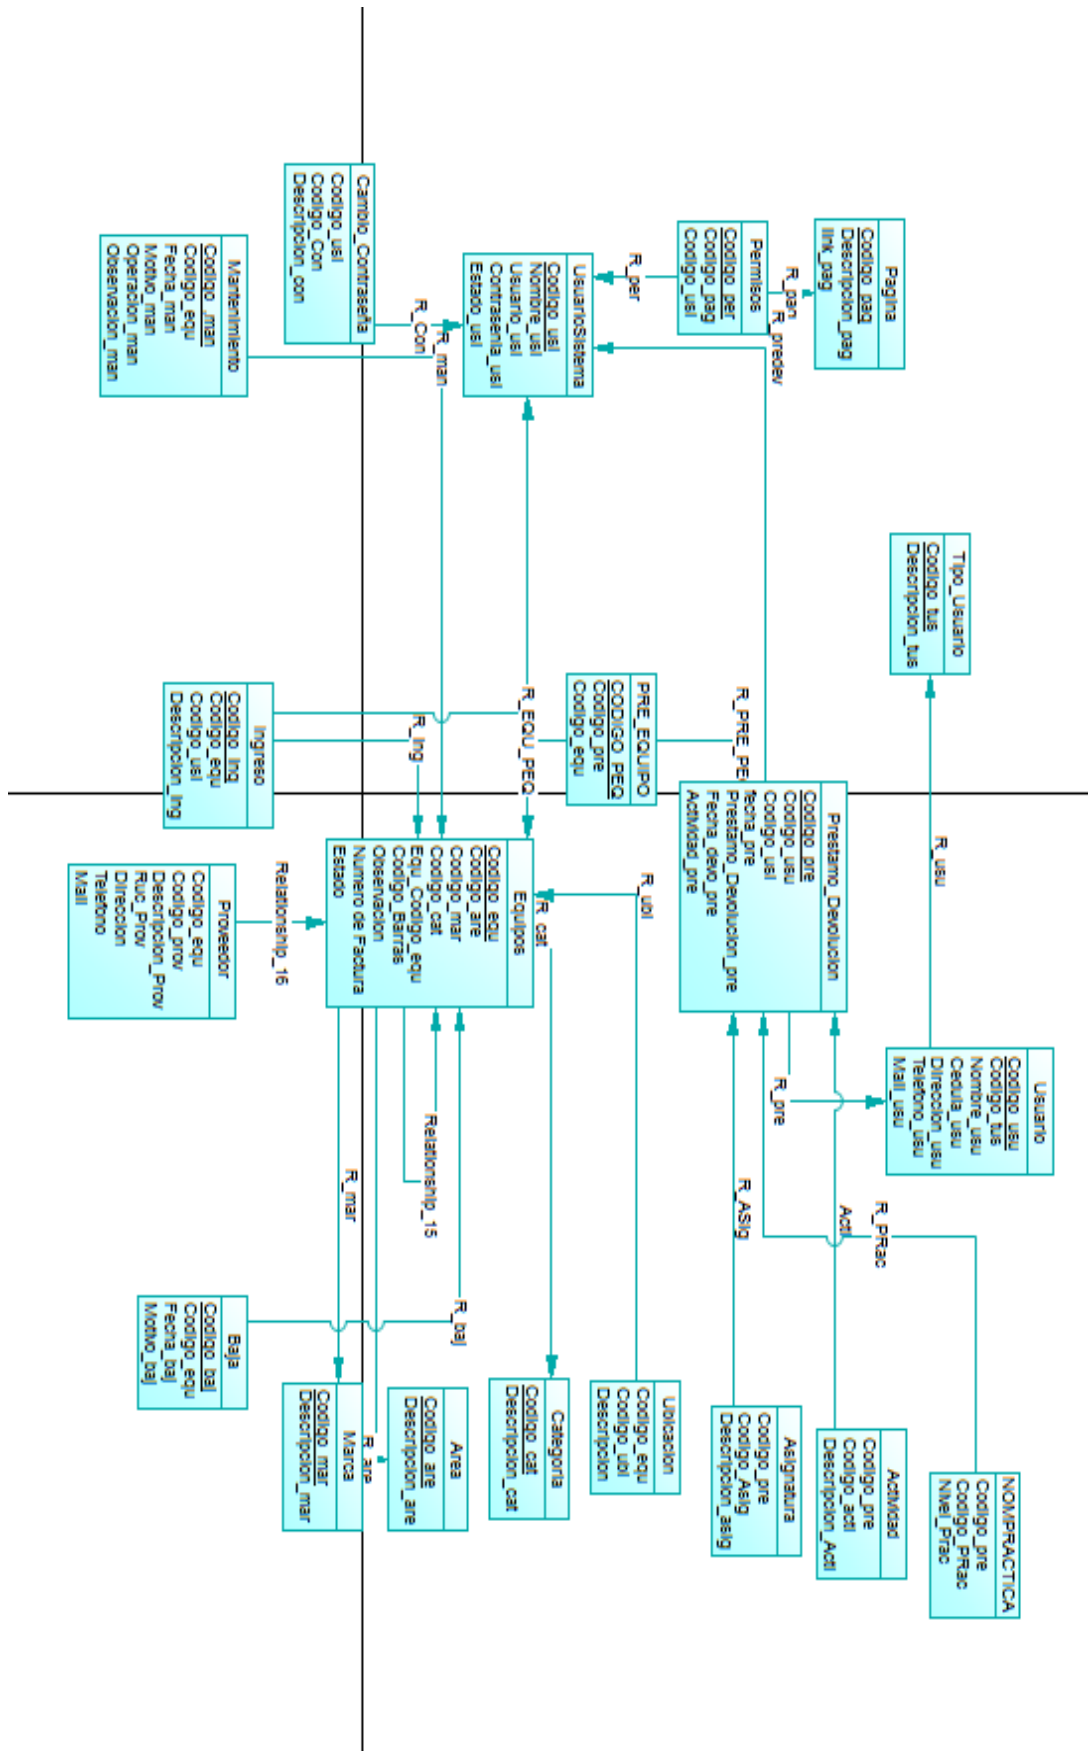 Pagina
Codigo_pag
Descripcion_pag
link_pag
R_pan
Permisos
Codigo_per
Codigo_pag
Codigo_usi
R_per
R_predev
UsuarioSistema
Codigo_usi
Nombre_usi
Usuario_usi
Contrasenia_usi
Estado_usi
R_Con
Cambio_Contraseña
Codigo_usi
Codigo_Con
Descripcion_con
R_man
Mantenimiento
Codigo _man
Codigo_equ
Fecha_man
Motivo_man
Operacion_man
Observacion_man
Tipo_Usuario
Codigo_tus
Descripcion_tus
R_usu
Usuario
Codigo_usu
Codigo_tus
Nombre_usu
Cedula_usu
Direccion_usu
Telefono_usu
Mail_usu
R_pre
Prestamo_Devolucion
Codigo_pre
Codigo_usu
Codigo_usi
fecha_pre
Prestamo_Devolucion_pre
Fecha_devo_pre
Actividad_pre
R_PRE_PEQ
PRE_EQUIPO
CODIGO_PEQ
Codigo_pre
Codigo_equ
R_EQU_PEQ
R_Ing
Ingreso
Codigo_Ing
Codigo_equ
Codigo_usi
Descripcion_Ing
Equipos
Codigo_equ
Codigo_are
Codigo_mar
Codigo_cat
Equ_Codigo_equ
Codigo_Barras
Observacion
Numero de Factura
Estado
Relationship_16
Proveedor
Codigo_equ
Codigo_prov
Descripcion_Prov
Ruc_Prov
Direccion
Telefono
Mail
R_ubi
R_cat
Relationship_15
R_baj
R_mar
R_are
R_PRac
Acti
R_ASig
NOMPRACTICA
Codigo_pre
Codigo_PRac
Nivel_Prac
Actividad
Codigo_pre
Codigo_acti
Descripcion_Acti
Asignatura
Codigo_pre
Codigo_Asig
Descripcion_asig
Ubicacion
Codigo_equ
Codigo_ubi
Descripcion
Categoria
Codigo_cat
Descripcion_cat
Area
Codigo_are
Descripcion_are
Marca
Codigo_mar
Descripcion_mar
Baja
Codigo_baj
Codigo_equ
Fecha_baj
Motivo_baj